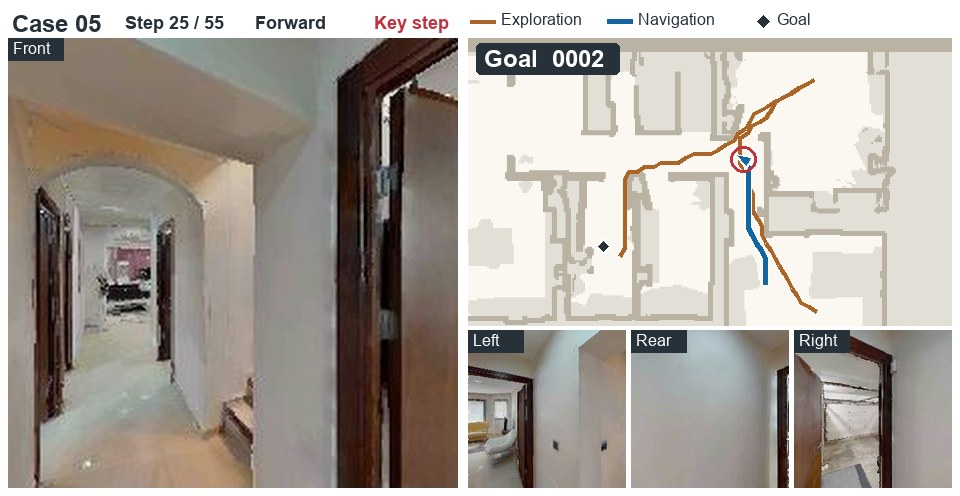 Case 05 Step 25 / 55 Forward Key step
Exploration Navigation Goal
Front
Goal 0002
Left Rear Right